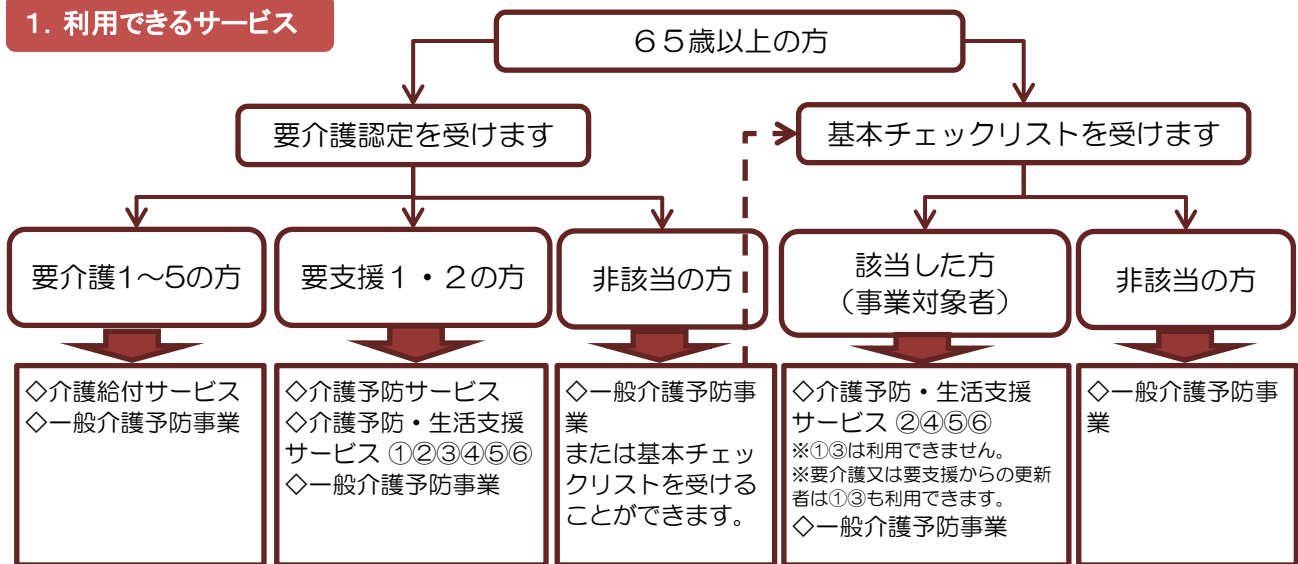 1．利用できるサービス
６５歳以上の方
要介護認定を受けます
基本チェックリストを受けます
要介護1～5の方
要支援１・２の方
非該当の方
該当した方
（事業対象者）
非該当の方
◇介護給付サービス
◇一般介護予防事業
◇介護予防サービス
◇介護予防・生活支援
サービス ①②③④⑤⑥
◇一般介護予防事業
◇一般介護予防事
業
または基本チェッ
クリストを受ける
ことができます。
◇介護予防・生活支援
サービス ②④⑤⑥
※①③は利用できません。
※要介護又は要支援からの更新
者は①③も利用できます。
◇一般介護予防事業
◇一般介護予防事
業